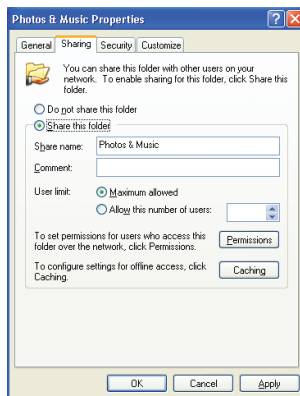 Photos & Music Properties
General Sharing Security Customize
You can share this folder with other users on your
network. To enable sharing for this folder, click Share this
folder.
Do not share this folder
Share this folder
Share name: Photos & Music
Comment:
User limit: Maximum allowed
Allow this number of users:
To set permissions for users who access this
folder over the network, click Permissions.
Permissions
To configure settings for offline access, click
Caching.
Caching
OK Cancel Apply